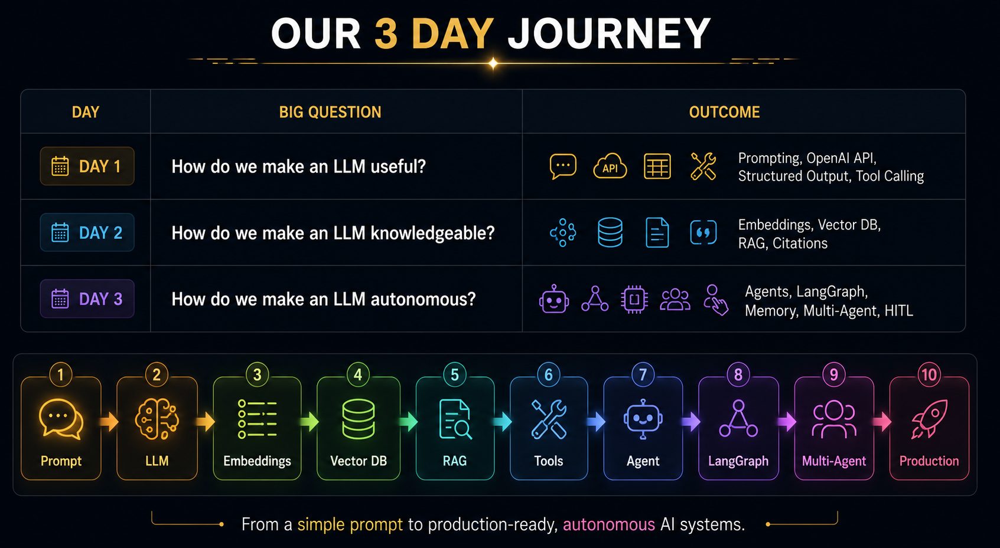 OUR 3 DAY JOURNEY
DAY
BIG QUESTION
OUTCOME
DAY 1
How do we make an LLM useful?
API
Prompting, OpenAI API,
Structured Output, Tool Calling
DAY 2
How do we make an LLM knowledgeable?
Embeddings, Vector DB,
RAG, Citations
DAY 3
How do we make an LLM autonomous?
Agents, LangGraph,
Memory, Multi-Agent, HITL
1
Prompt
2
LLM
3
Embeddings
4
Vector DB
5
RAG
6
Tools
7
Agent
8
LangGraph
9
Multi-Agent
10
Production
From a simple prompt to production-ready, autonomous AI systems.